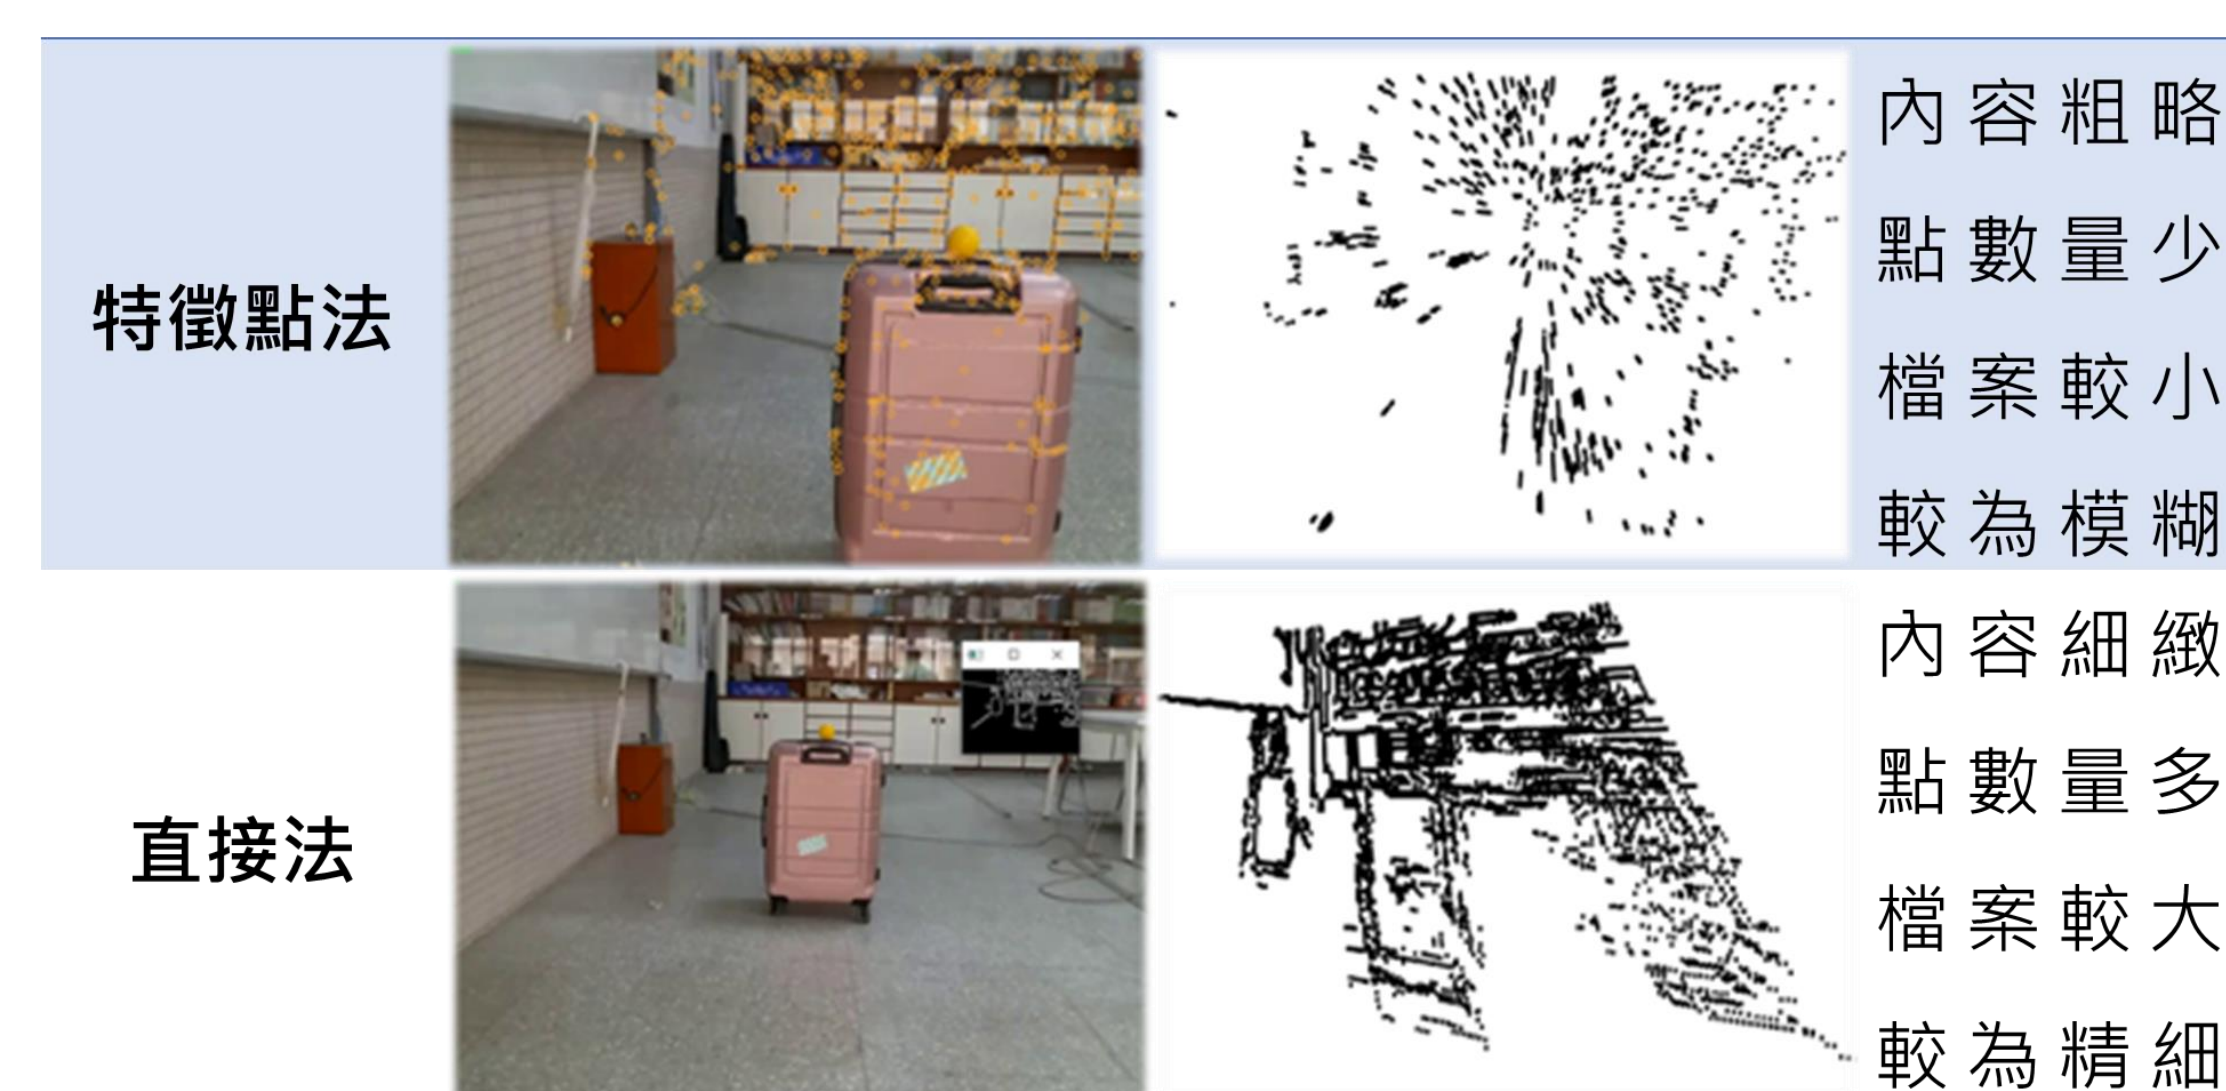 特徵點法
內容粗略
點數量少
檔案較小
較為模糊
直接法
內容細緻
點數量多
檔案較大
較為精細